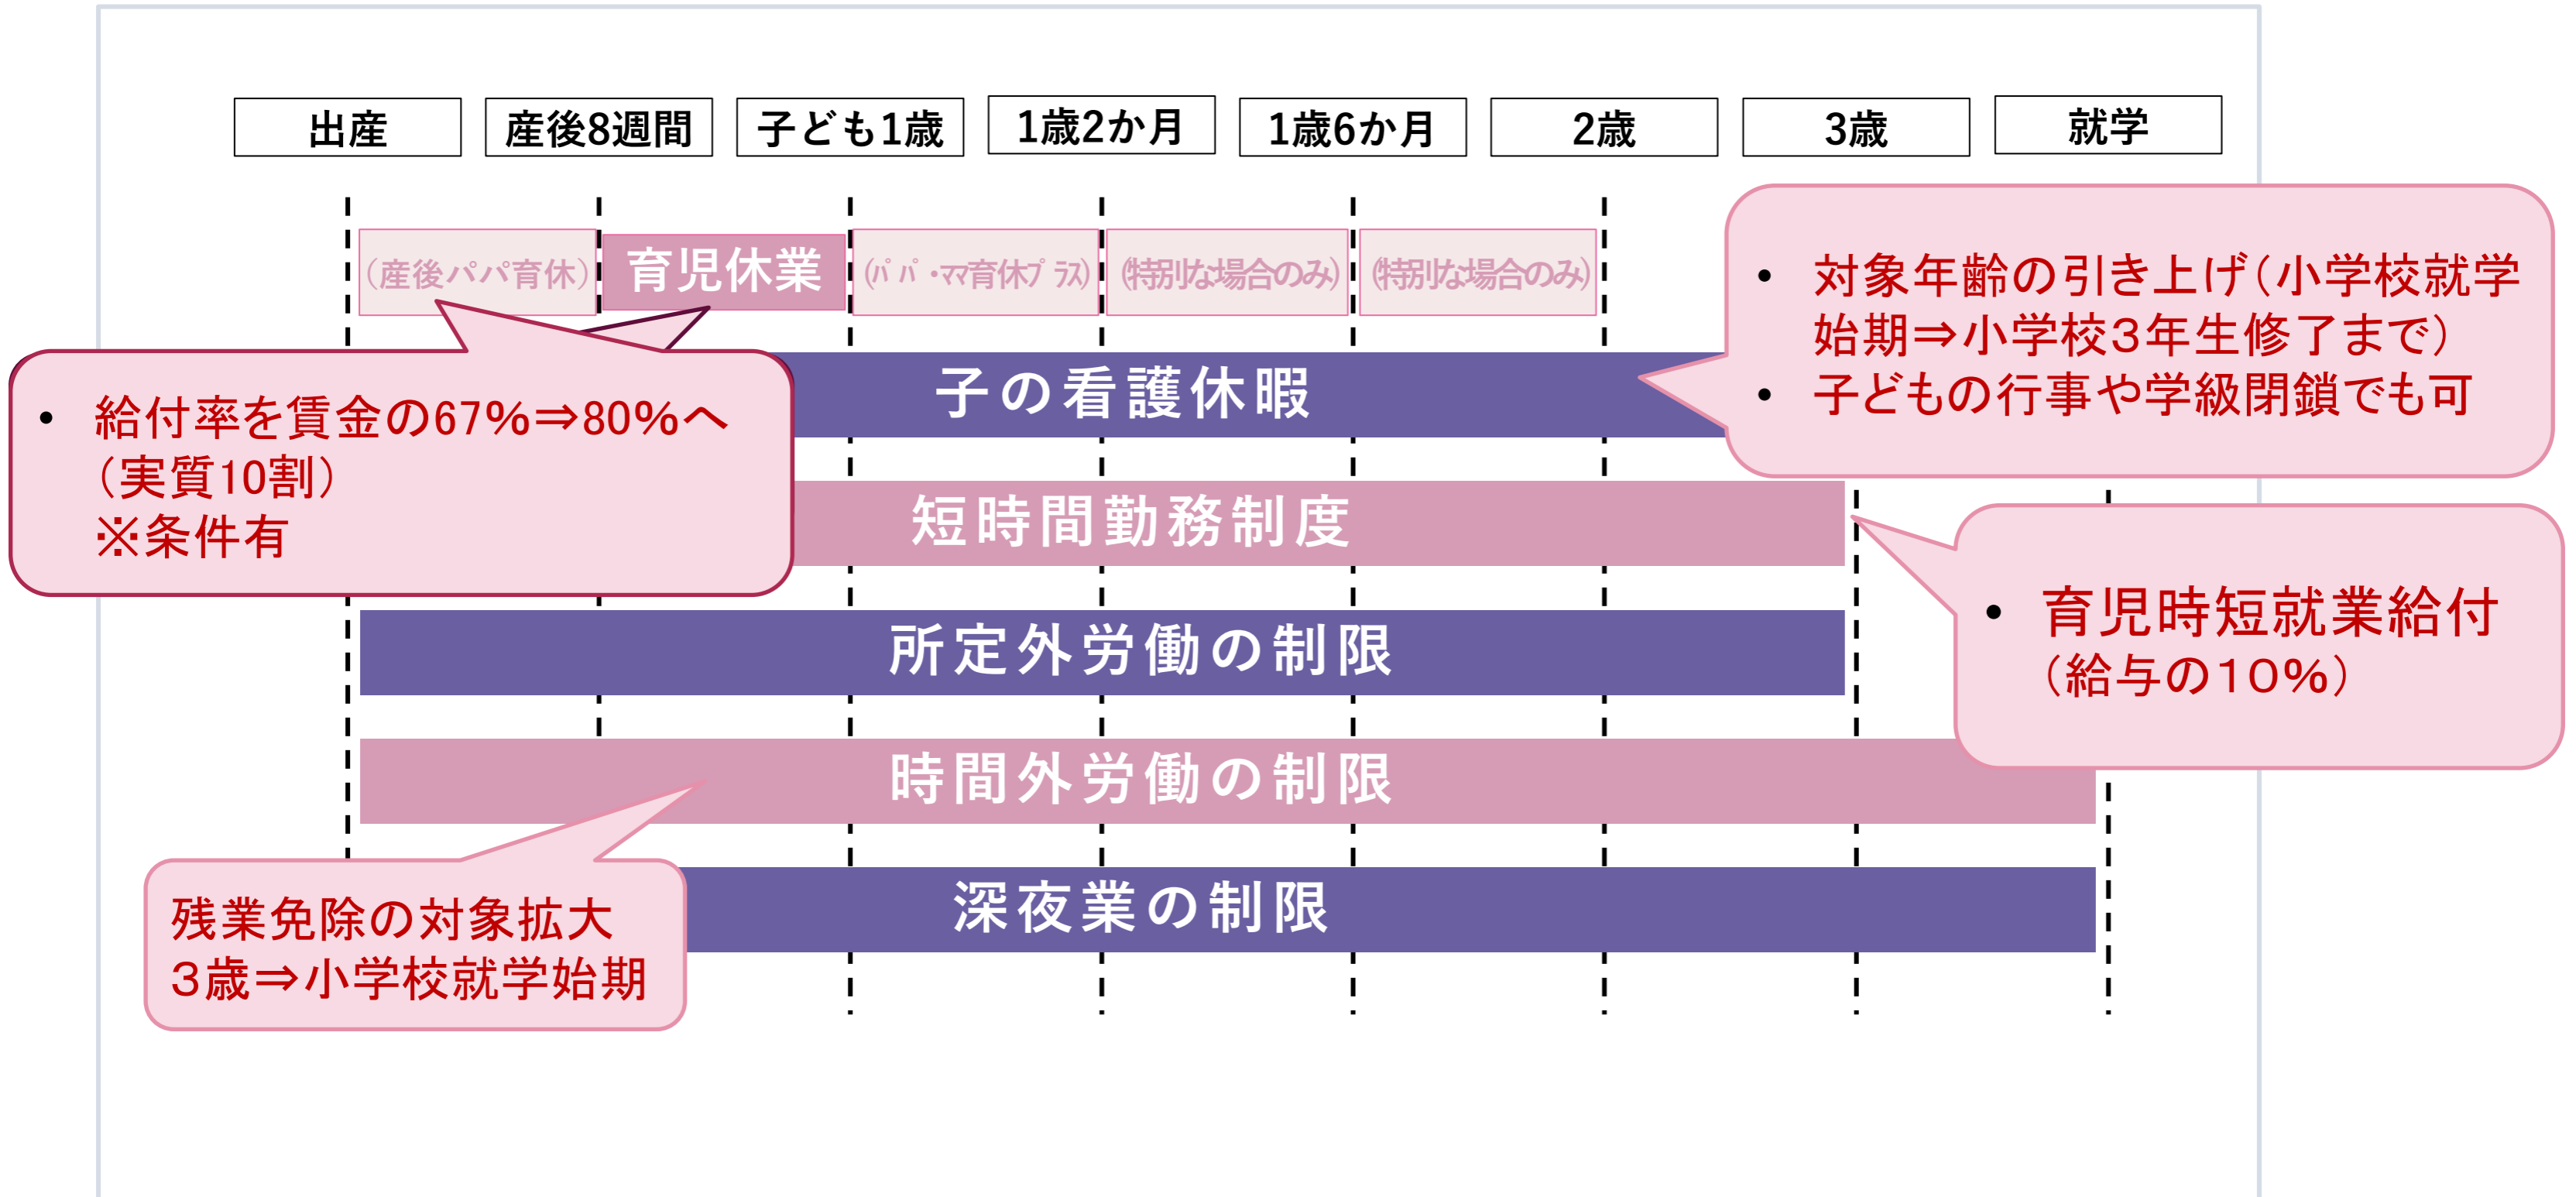 出産
産後8週間
子ども1歳
1歳2か月
1歳6か月
2歳
3歳
就学
(産後パパ育休)
育児休業
(パパ・ママ育休プラス)
(特別な場合のみ)
(特別な場合のみ)
• 対象年齢の引き上げ(小学校就学
始期⇒小学校3年生修了まで)
• 子どもの行事や学級閉鎖でも可
子の看護休暇
• 給付率を賃金の67%⇒80%へ
(実質10割)
※条件有
短時間勤務制度
• 育児時短就業給付
(給与の10%)
所定外労働の制限
時間外労働の制限
残業免除の対象拡大
3歳⇒小学校就学始期
深夜業の制限